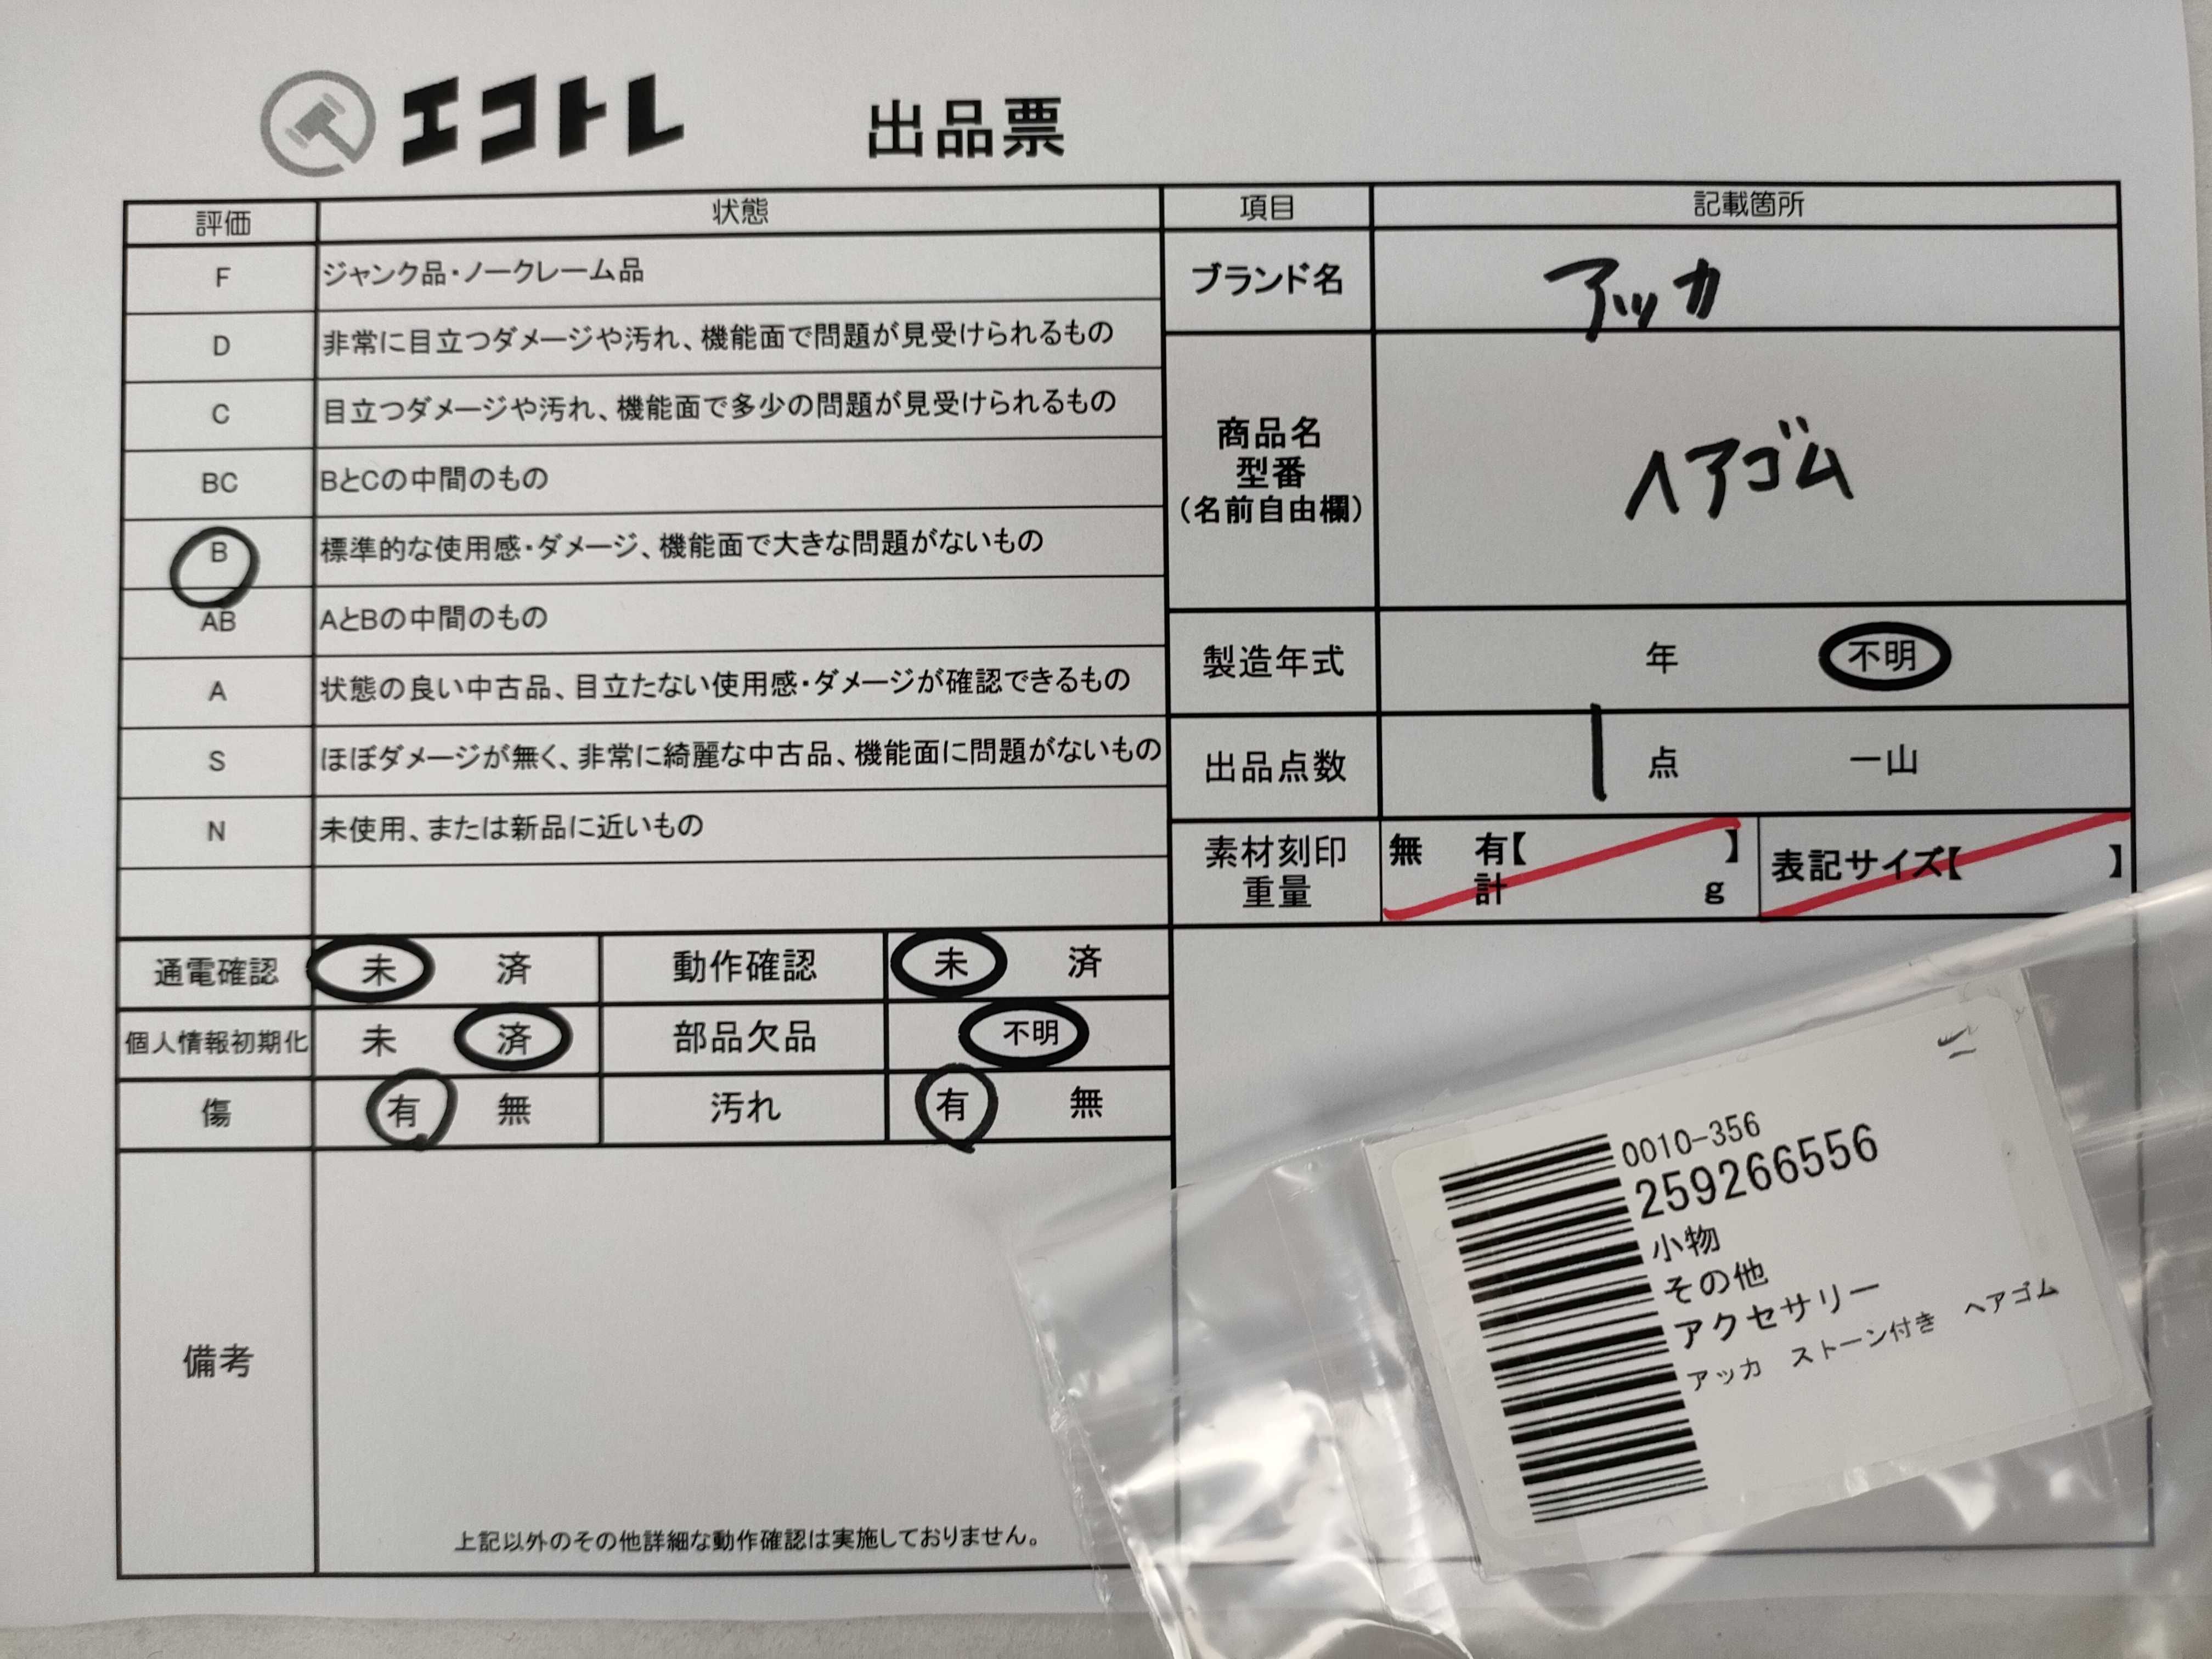 エコトレ 出品票
評価 状態 項目 記載箇所
F ジャンク品・ノークレーム品
D 非常に目立つダメージや汚れ、機能面で問題が見受けられるもの
C 目立つダメージや汚れ、機能面で多少の問題が見受けられるもの
BC BとCの中間のもの
B 標準的な使用感・ダメージ、機能面で大きな問題がないもの
AB AとBの中間のもの
A 状態の良い中古品、目立たない使用感・ダメージが確認できるもの
S ほぼダメージが無く、非常に綺麗な中古品、機能面に問題がないもの
N 未使用、または新品に近いもの
ブランド名 アッカ
商品名
型番
(名前自由欄)
ヘアゴム
製造年式 年 不明
出品点数 1 点 一山
素材刻印 無 有【 】 表記サイズ【 】
重量 計 g
通電確認 未 済 動作確認 未 済
個人情報初期化 未 済 部品欠品 不明
傷 有 無 汚れ 有 無
備考
上記以外のその他詳細な動作確認は実施しておりません。
0010-356
259266556
小物
その他
アクセサリー
アッカ ストーン付き ヘアゴム